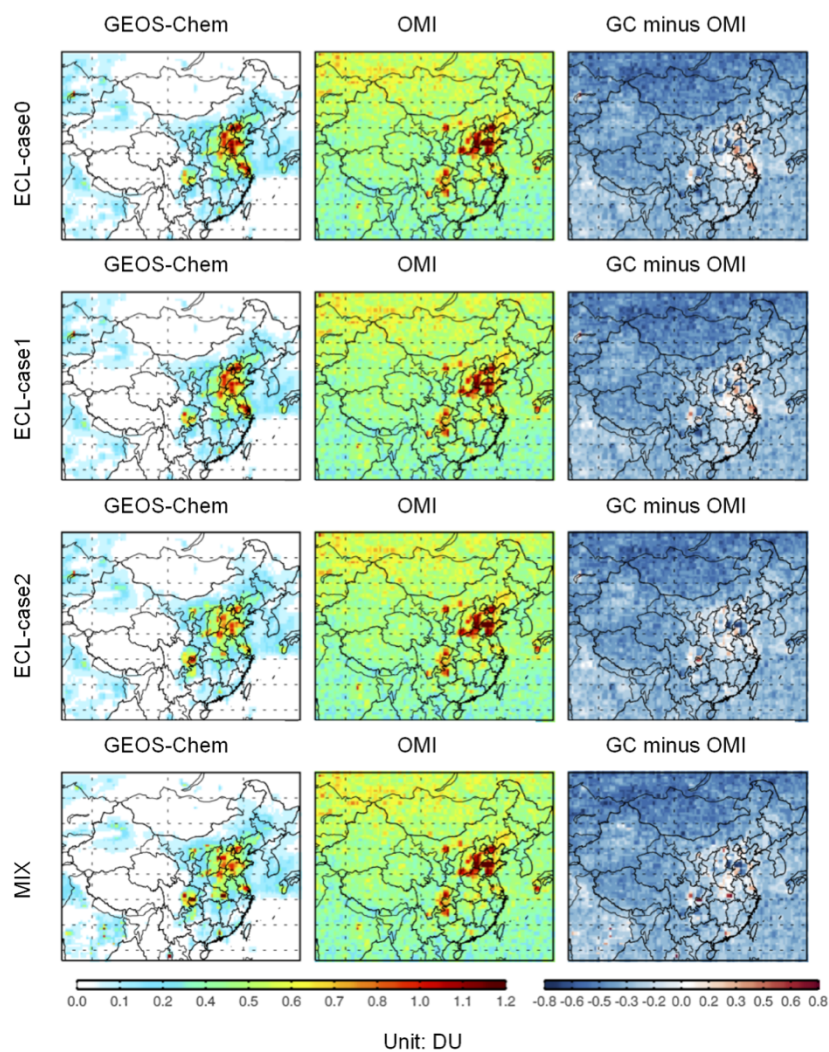 GEOS-Chem OMI GC minus OMI
ECL-case0
GEOS-Chem OMI GC minus OMI
ECL-case1
GEOS-Chem OMI GC minus OMI
ECL-case2
GEOS-Chem OMI GC minus OMI
MIX
0.0 0.1 0.2 0.4 0.5 0.6 0.7 0.8 1.0 1.1 1.2 -0.8 -0.6 -0.5 -0.3 -0.2 0.0 0.2 0.3 0.5 0.6 0.8
Unit: DU